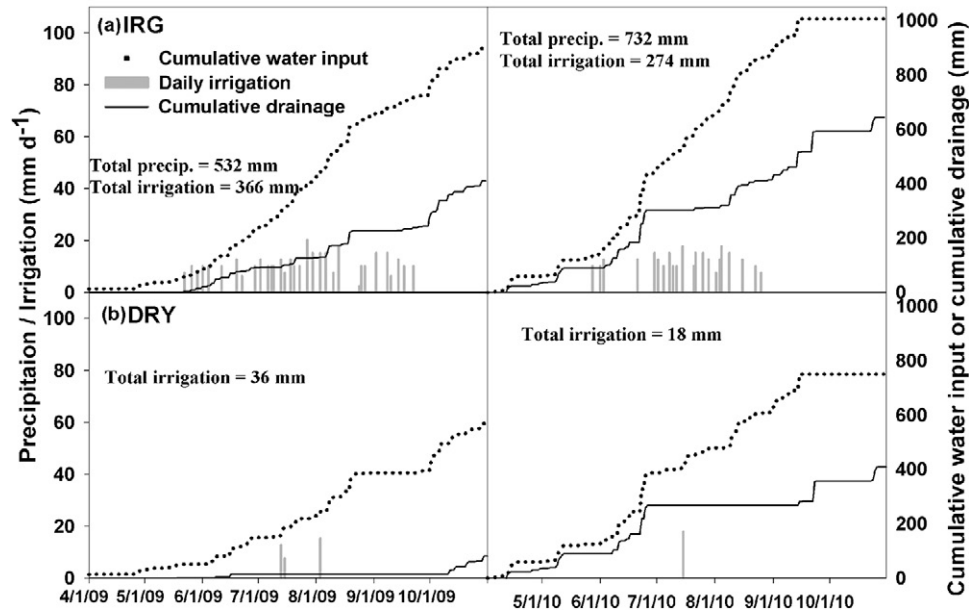 (a)IRG
Cumulative water input
Daily irrigation
Cumulative drainage
Total precip. = 532 mm
Total irrigation = 366 mm
Total precip. = 732 mm
Total irrigation = 274 mm
(b)DRY
Total irrigation = 36 mm
Total irrigation = 18 mm
Precipitaion / Irrigation (mm d-1)
Cumulative water input or cumulative drainage (mm)
100
80
60
40
20
0
100
80
60
40
20
0
1000
800
600
400
200
0
1000
800
600
400
200
0
4/1/09 5/1/09 6/1/09 7/1/09 8/1/09 9/1/09 10/1/09
5/1/10 6/1/10 7/1/10 8/1/10 9/1/10 10/1/10